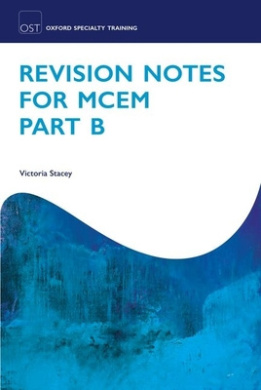 OST OXFORD SPECIALTY TRAINING
REVISION NOTES
FOR MCEM
PART B
Victoria Stacey